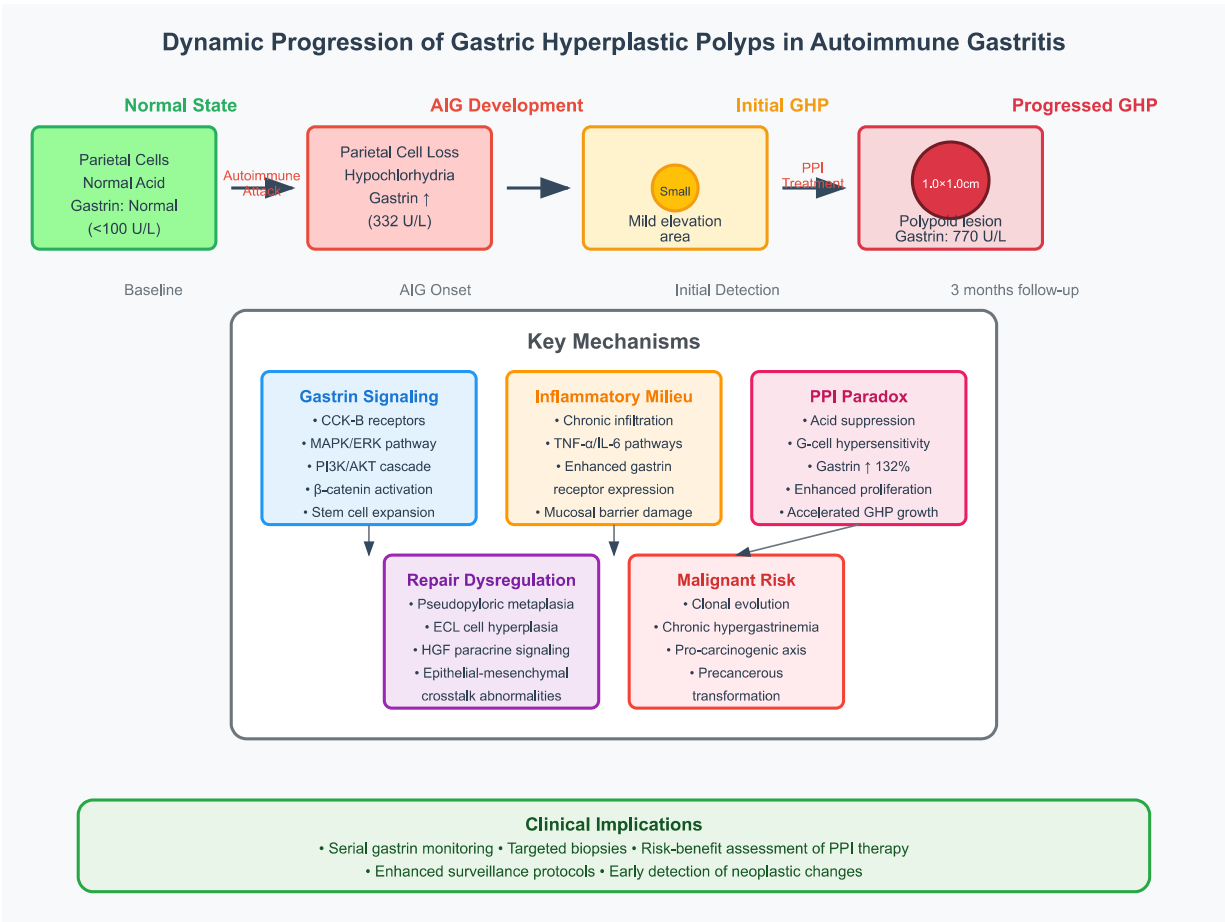 Dynamic Progression of Gastric Hyperplastic Polyps in Autoimmune Gastritis
Normal State
AIG Development
Initial GHP
Progressed GHP
Parietal Cells
Normal Acid
Gastrin: Normal
(<100 U/L)
Autoimmune
Attack
Parietal Cell Loss
Hypochlorhydria
Gastrin ↑
(332 U/L)
Small
Mild elevation
area
PPI
Treatment
1.0×1.0cm
Polypoid lesion
Gastrin: 770 U/L
Baseline
AIG Onset
Initial Detection
3 months follow-up
Key Mechanisms
Gastrin Signaling
• CCK-B receptors
• MAPK/ERK pathway
• PI3K/AKT cascade
• β-catenin activation
• Stem cell expansion
Inflammatory Milieu
• Chronic infiltration
• TNF-α/IL-6 pathways
• Enhanced gastrin
receptor expression
• Mucosal barrier damage
PPI Paradox
• Acid suppression
• G-cell hypersensitivity
• Gastrin ↑ 132%
• Enhanced proliferation
• Accelerated GHP growth
Repair Dysregulation
• Pseudopyloric metaplasia
• ECL cell hyperplasia
• HGF paracrine signaling
• Epithelial-mesenchymal
crosstalk abnormalities
Malignant Risk
• Clonal evolution
• Chronic hypergastrinemia
• Pro-carcinogenic axis
• Precancerous
transformation
Clinical Implications
• Serial gastrin monitoring • Targeted biopsies • Risk-benefit assessment of PPI therapy
• Enhanced surveillance protocols • Early detection of neoplastic changes